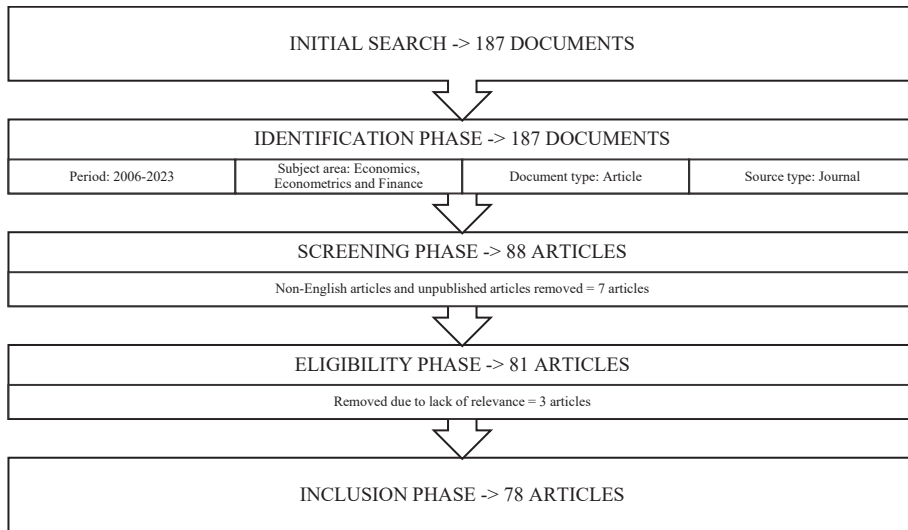 INITIAL SEARCH -> 187 DOCUMENTS
IDENTIFICATION PHASE -> 187 DOCUMENTS
Period: 2006-2023
Subject area: Economics,
Econometrics and Finance
Document type: Article
Source type: Journal
SCREENING PHASE -> 88 ARTICLES
Non-English articles and unpublished articles removed = 7 articles
ELIGIBILITY PHASE -> 81 ARTICLES
Removed due to lack of relevance = 3 articles
INCLUSION PHASE -> 78 ARTICLES